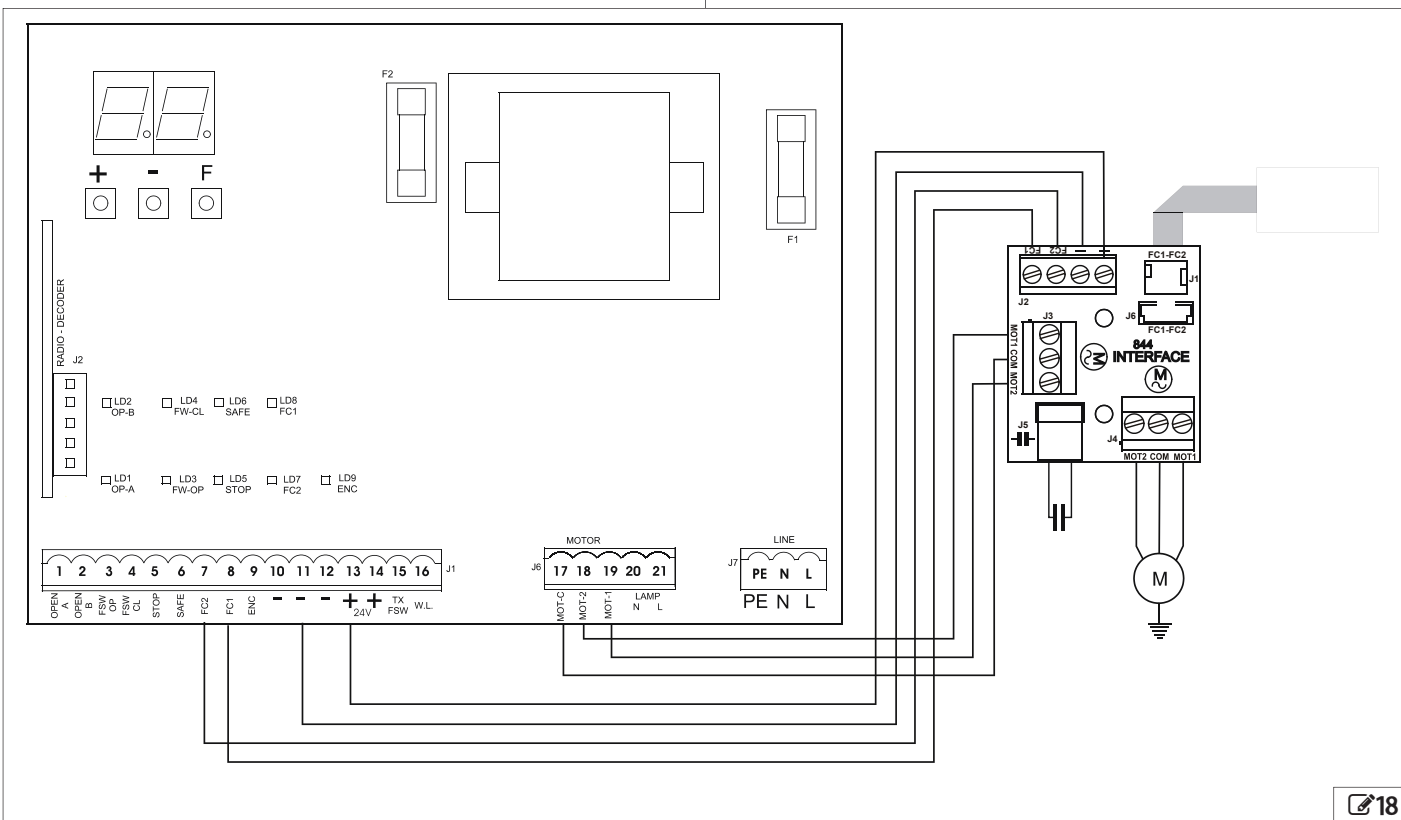 F2
F1
+ - F
RADIO - DECODER
J2
LD2 OP-B
LD4 FW-CL
LD6 SAFE
LD8 FC1
LD1 OP-A
LD3 FW-OP
LD5 STOP
LD7 FC2
LD9 ENC
1 2 3 4 5 6 7 8 9 10 11 12 13 14 15 16
J1
OPEN A
OPEN B
FSW OP
FSW CL
STOP
SAFE
FC2
FC1
ENC
- - -
+ +
24V
TX FSW
W.L.
MOTOR
J6
17 18 19 20 21
MOT-C
MOT-2
MOT-1
LAMP
N L
LINE
J7
PE N L
PE N L
FC1 FC2 - +
J2
FC1-FC2
J1
J6
FC1-FC2
J3
MOT1 COM MOT2
M
844
INTERFACE
M
J5
J4
MOT2 COM MOT1
M
18